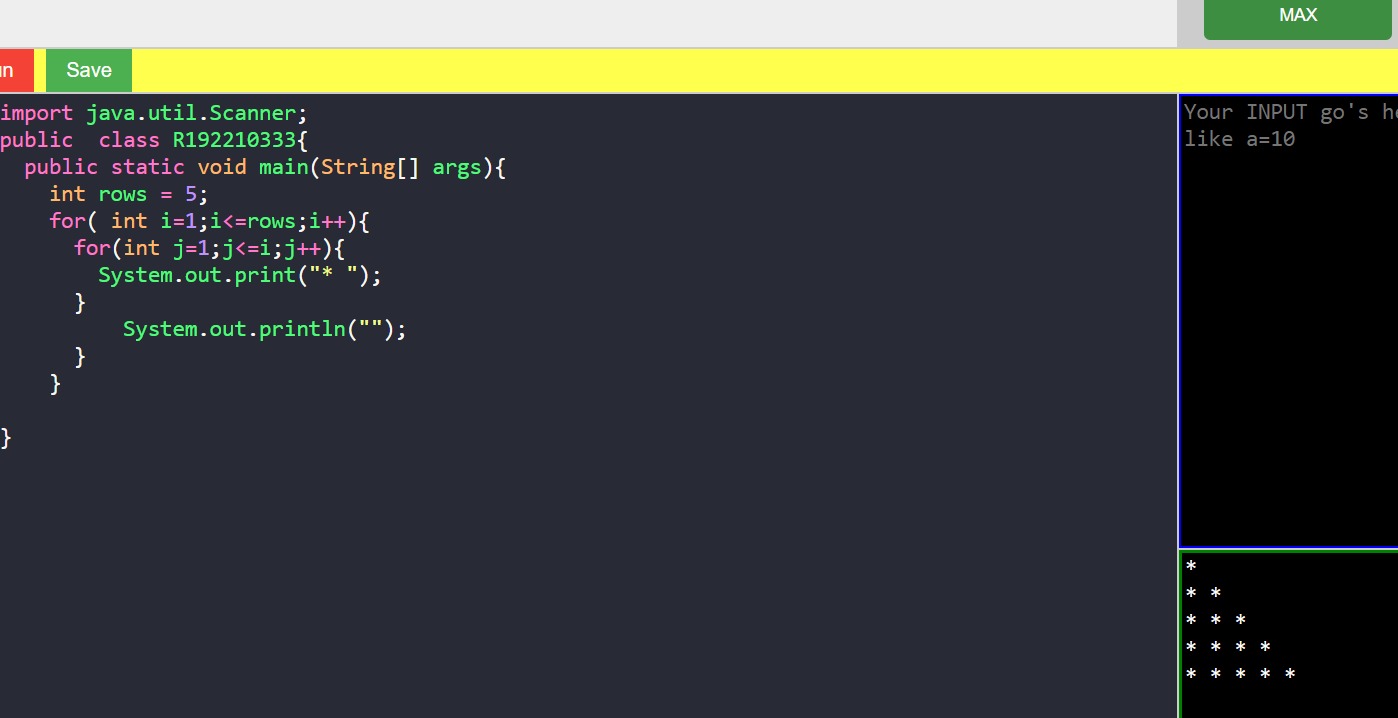 MAX
un Save
import java.util.Scanner;
public  class R192210333{
  public static void main(String[] args){
    int rows = 5;
    for( int i=1;i<=rows;i++){
      for(int j=1;j<=i;j++){
        System.out.print("* ");
      }
          System.out.println("");
      }
    }

}
Your INPUT go's he
like a=10
*
* *
* * *
* * * *
* * * * *